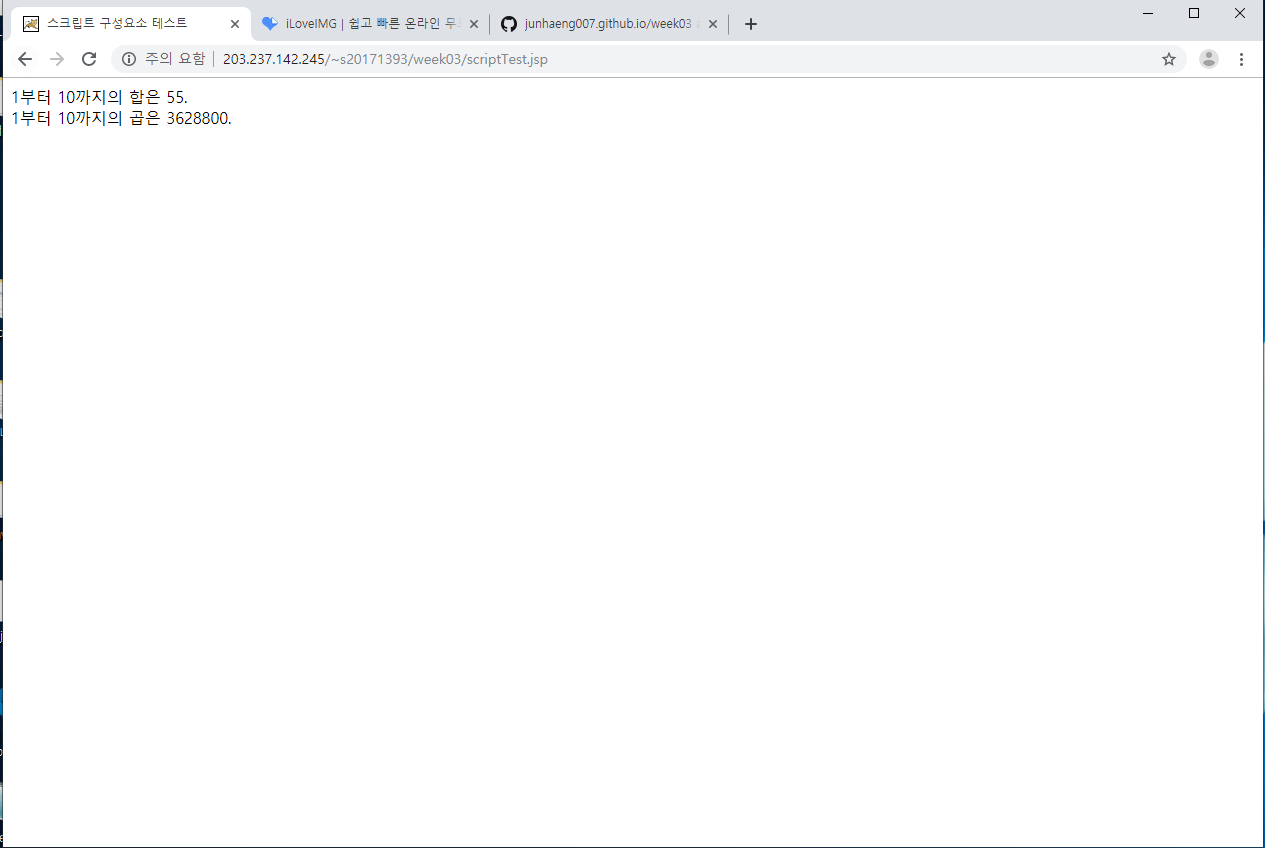 스크립트 구성요소 테스트
iLoveIMG | 쉽고 빠른 온라인 무
junhaeng007.github.io/week03
주의 요함 203.237.142.245/~s20171393/week03/scriptTest.jsp
1부터 10까지의 합은 55.
1부터 10까지의 곱은 3628800.